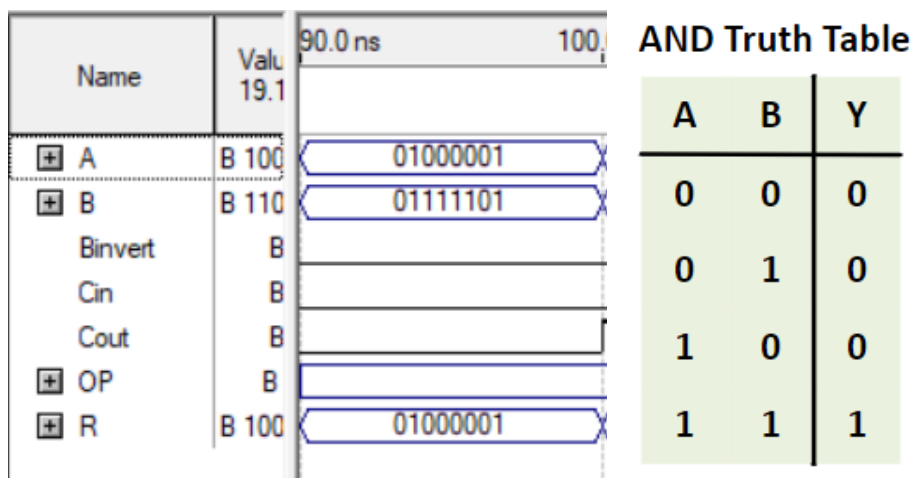 Name Valu 19.1 90.0 ns 100.
A B 100 01000001
B B 110 01111101
Binvert B
Cin B
Cout B
OP B
R B 100 01000001
AND Truth Table
A B Y
0 0 0
0 1 0
1 0 0
1 1 1